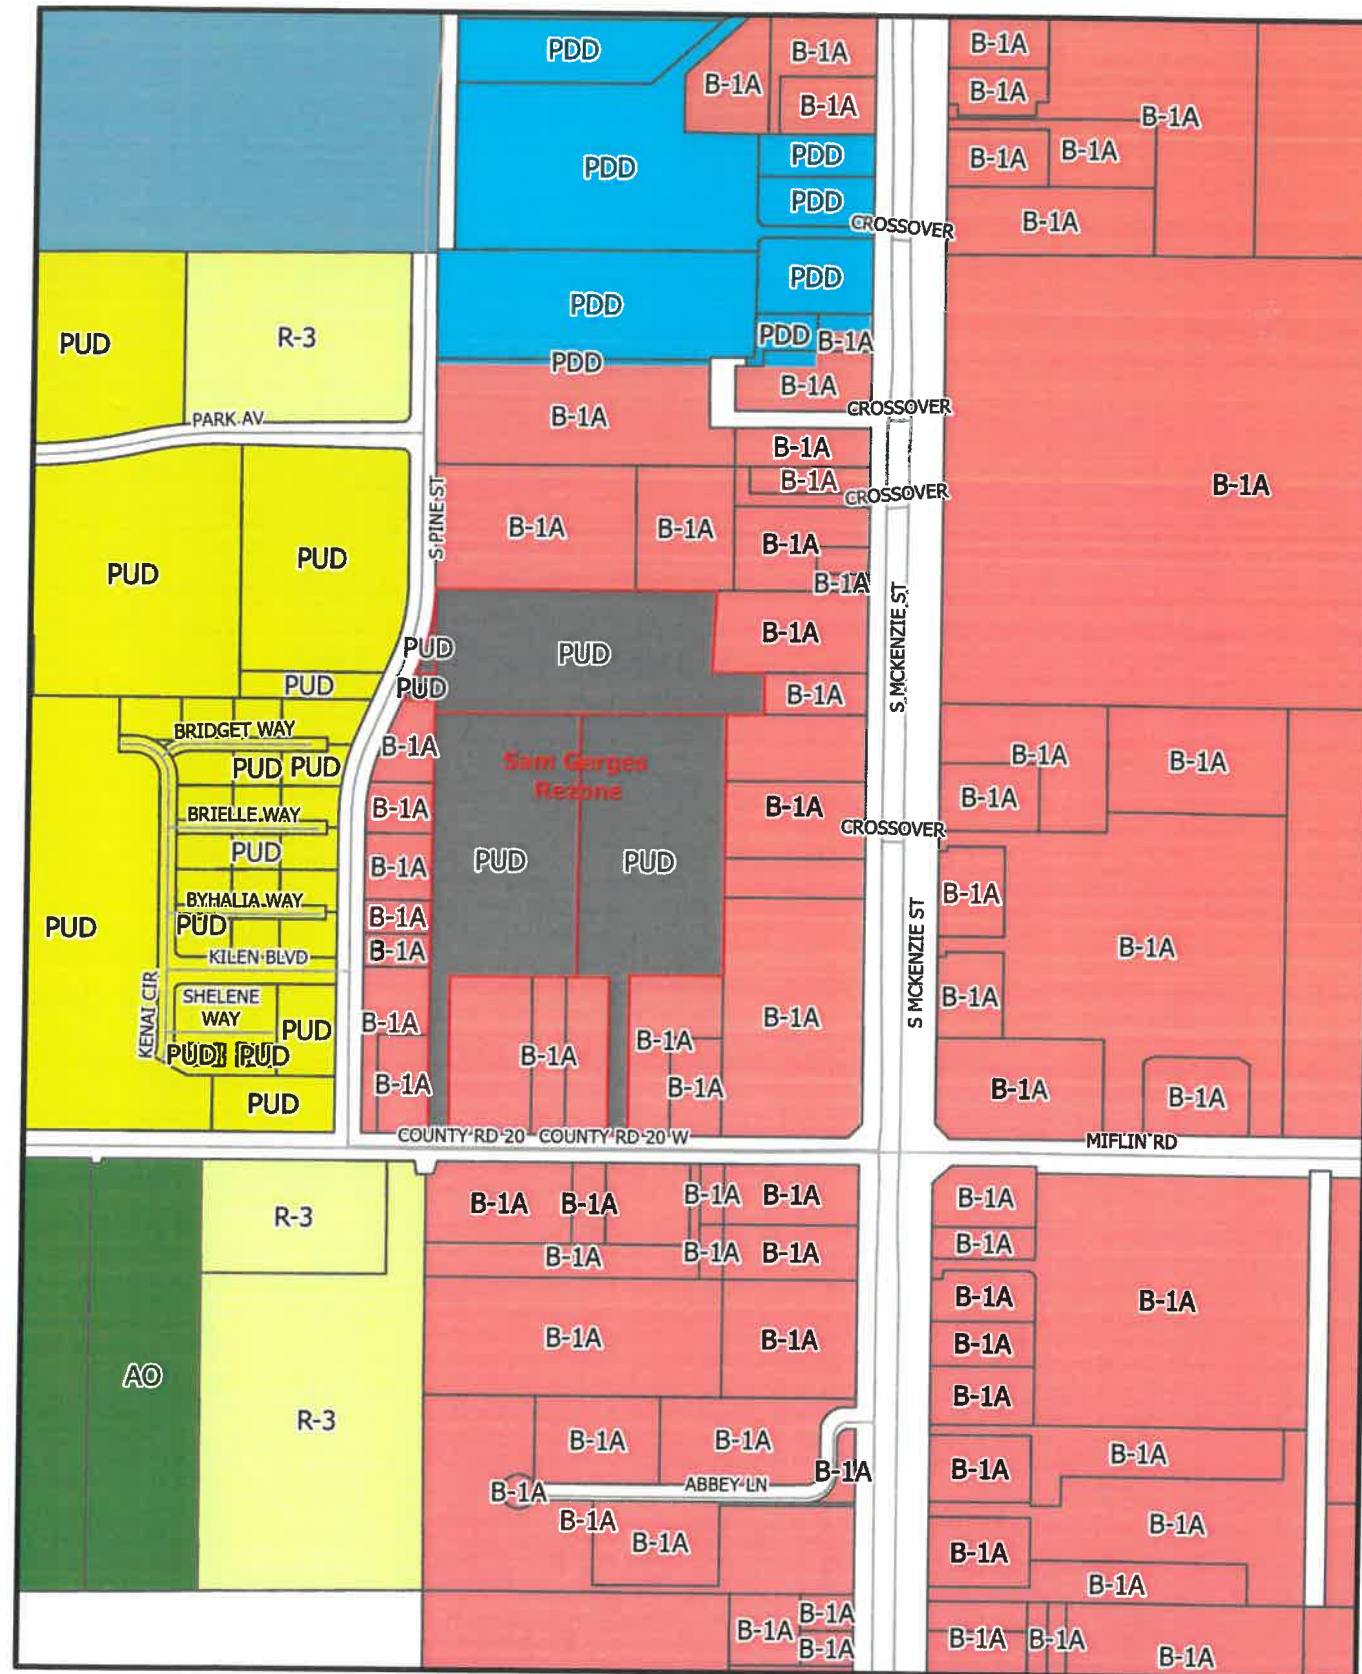 PDD
B-1A
B-1A
B-1A
B-1A
B-1A
B-1A
B-1A
B-1A
B-1A
PDD
PDD
PDD
CROSSOVER
PDD
PDD
PDD
B-1A
PDD
B-1A
B-1A
PUD
R-3
PARK AV
CROSSOVER
B-1A
B-1A
CROSSOVER
B-1A
S PINE ST
B-1A
B-1A
B-1A
B-1A
PUD
PUD
S MCKENZIE ST
PUD
PUD
B-1A
PUD
PUD
B-1A
BRIDGET WAY
PUD
PUD
B-1A
Sam Gerges
Rezone
B-1A
B-1A
B-1A
BRIELLE WAY
B-1A
B-1A
CROSSOVER
PUD
B-1A
PUD
PUD
BYHALIA WAY
PUD
PUD
B-1A
B-1A
B-1A
B-1A
KILEN BLVD
KENAI CIR
SHELENE
WAY
PUD
B-1A
B-1A
B-1A
B-1A
S MCKENZIE ST
B-1A
PUD
PUD
B-1A
B-1A
B-1A
B-1A
PUD
COUNTY RD 20
COUNTY RD 20 W
MIFLIN RD
R-3
B-1A
B-1A
B-1A
B-1A
B-1A
B-1A
B-1A
B-1A
B-1A
B-1A
B-1A
B-1A
B-1A
B-1A
AO
B-1A
R-3
B-1A
B-1A
B-1A
B-1A
B-1A
B-1A
B-1A
ABBEY LN
B-1A
B-1A
B-1A
B-1A
B-1A
B-1A
B-1A
B-1A
B-1A
B-1A
B-1A